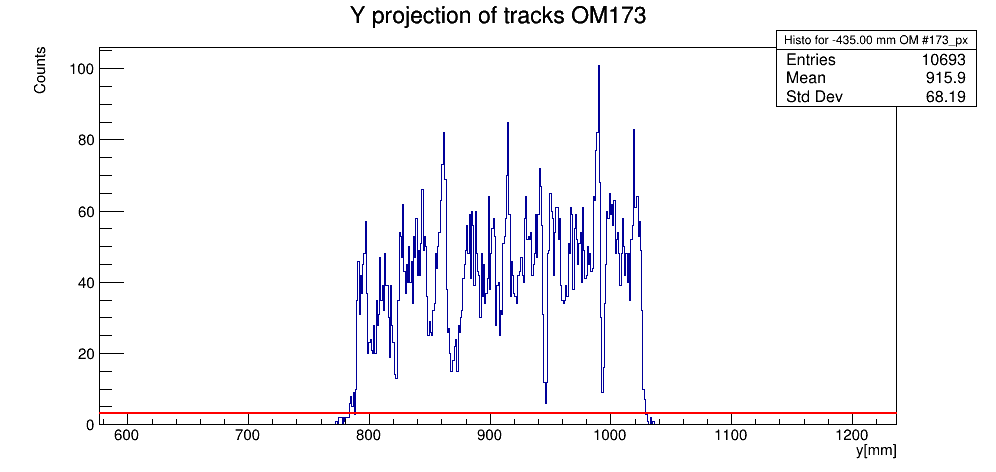 Y projection of tracks OM173
Histo for -435.00 mm OM #173_px
Entries 10693
Mean 915.9
Std Dev 68.19
Counts
100
80
60
40
20
0
600 700 800 900 1000 1100 1200
y[mm]